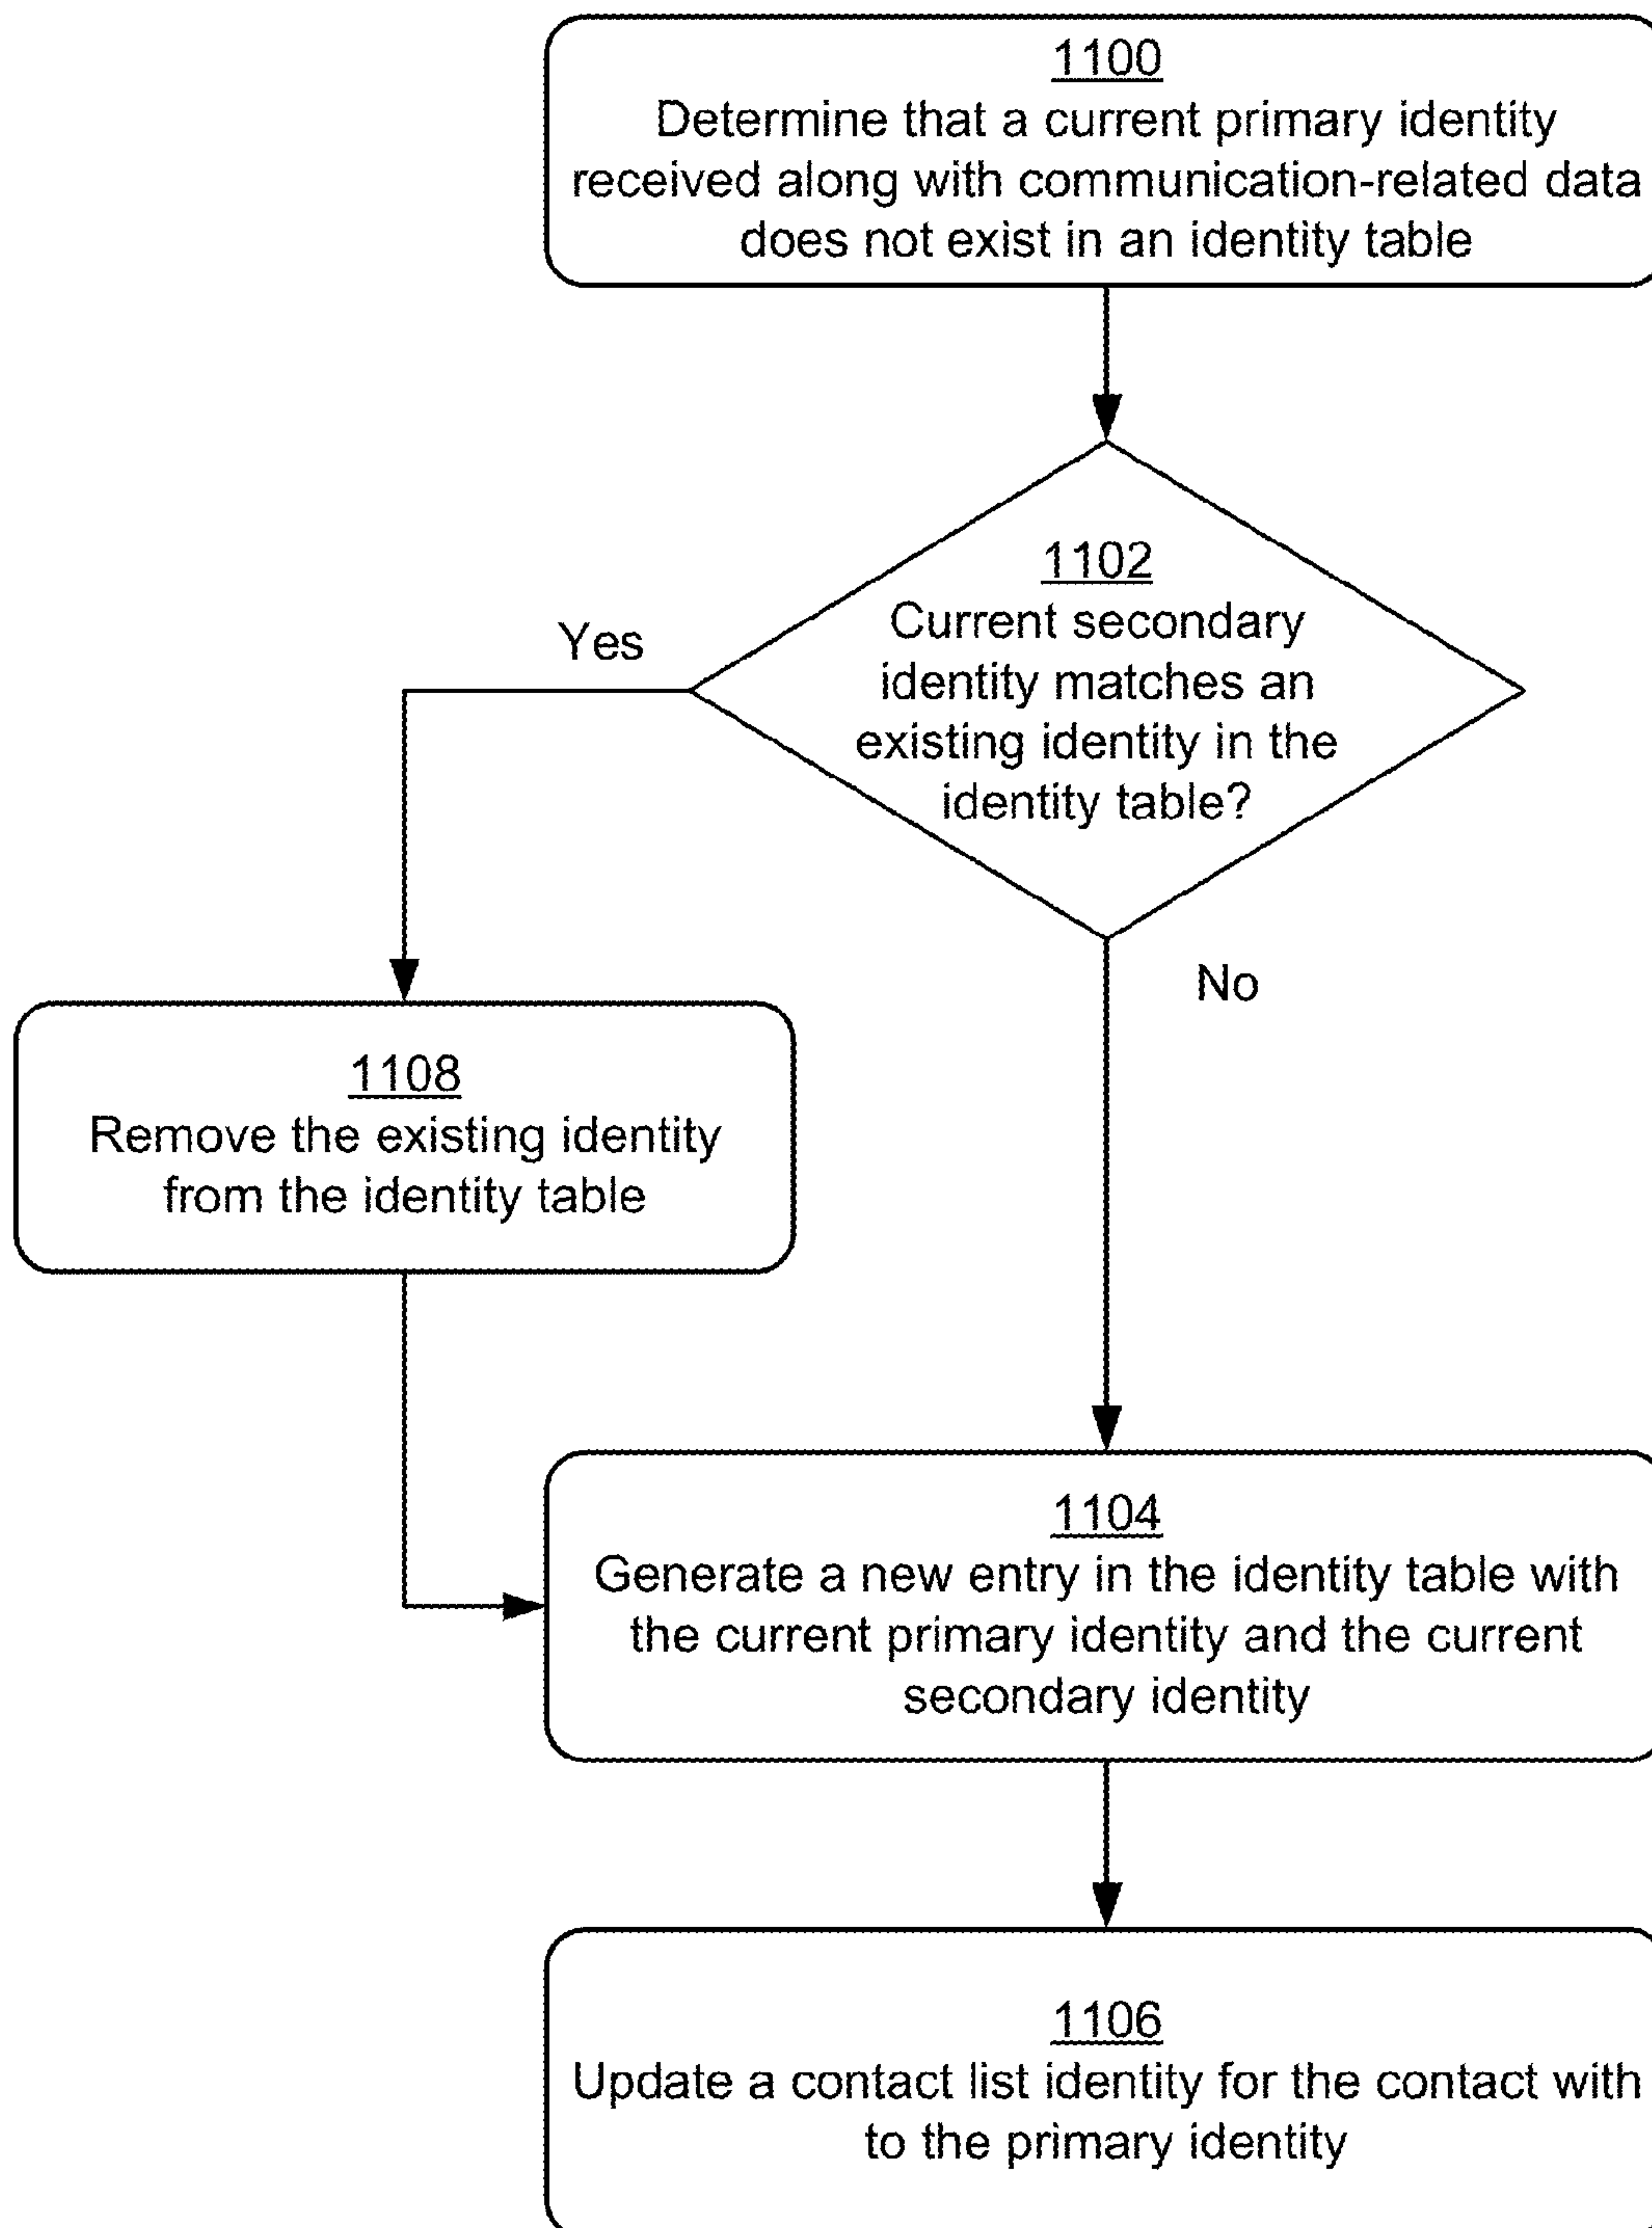 1100
Determine that a current primary identity
received along with communication-related data
does not exist in an identity table
1102
Current secondary
identity matches an
existing identity in the
identity table?
Yes
No
1108
Remove the existing identity
from the identity table
1104
Generate a new entry in the identity table with
the current primary identity and the current
secondary identity
1106
Update a contact list identity for the contact with
to the primary identity